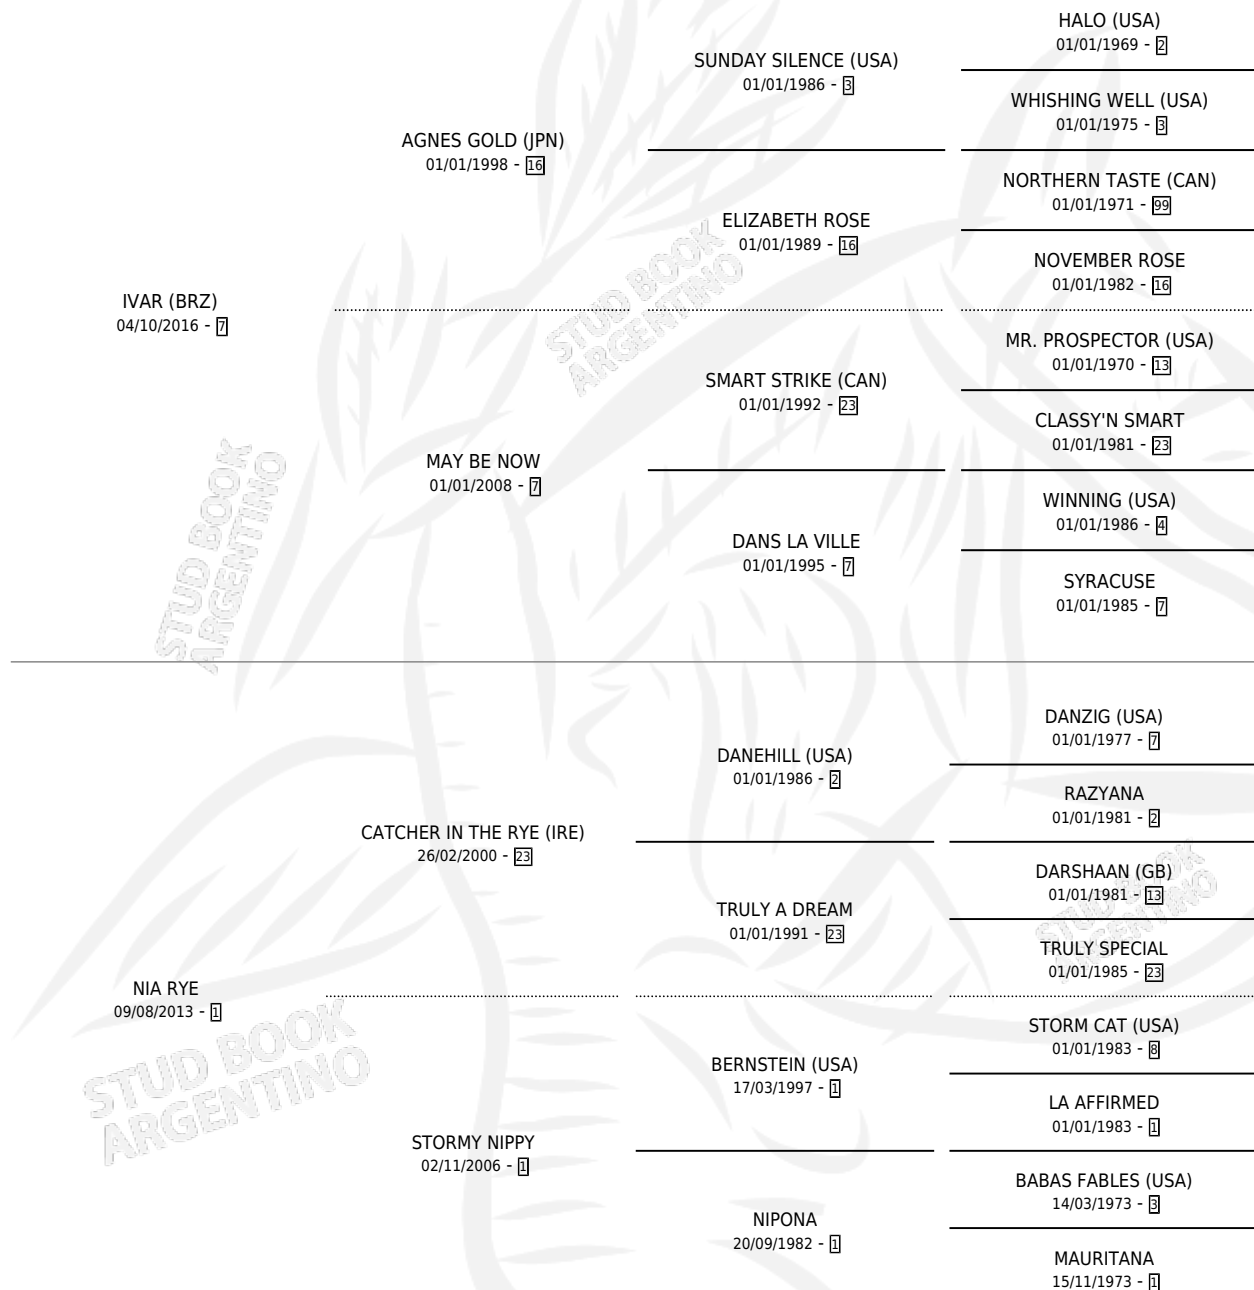 HALO (USA)
01/01/1969 - 2
SUNDAY SILENCE (USA)
01/01/1986 - 3
WHISHING WELL (USA)
01/01/1975 - 3
AGNES GOLD (JPN)
01/01/1998 - 16
NORTHERN TASTE (CAN)
01/01/1971 - 99
ELIZABETH ROSE
01/01/1989 - 16
NOVEMBER ROSE
01/01/1982 - 16
IVAR (BRZ)
04/10/2016 - 7
MR. PROSPECTOR (USA)
01/01/1970 - 13
SMART STRIKE (CAN)
01/01/1992 - 23
CLASSY'N SMART
01/01/1981 - 23
MAY BE NOW
01/01/2008 - 7
WINNING (USA)
01/01/1986 - 4
DANS LA VILLE
01/01/1995 - 7
SYRACUSE
01/01/1985 - 7
DANZIG (USA)
01/01/1977 - 7
DANEHILL (USA)
01/01/1986 - 2
RAZYANA
01/01/1981 - 2
CATCHER IN THE RYE (IRE)
26/02/2000 - 23
DARSHAAN (GB)
01/01/1981 - 13
TRULY A DREAM
01/01/1991 - 23
TRULY SPECIAL
01/01/1985 - 23
NIA RYE
09/08/2013 - 1
STORM CAT (USA)
01/01/1983 - 8
BERNSTEIN (USA)
17/03/1997 - 1
LA AFFIRMED
01/01/1983 - 1
STORMY NIPPY
02/11/2006 - 1
BABAS FABLES (USA)
14/03/1973 - 3
NIPONA
20/09/1982 - 1
MAURITANA
15/11/1973 - 1
STUD BOOK
ARGENTINO
STUD BOOK
ARGENTINO
STUD BOOK
ARGENTINO
STUD BOOK
ARGENTINO